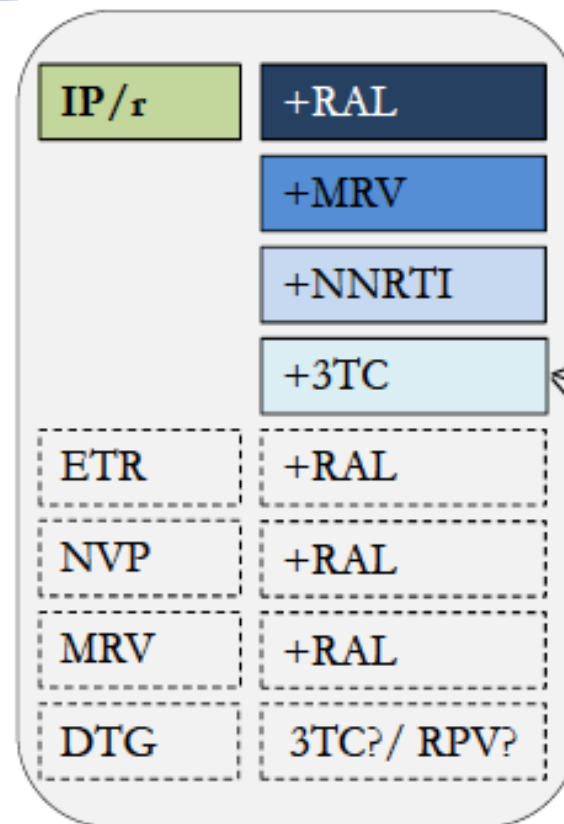 IP/r +RAL
+MRV
+NNRTI
+3TC
ETR +RAL
NVP +RAL
MRV +RAL
DTG 3TC?/ RPV?